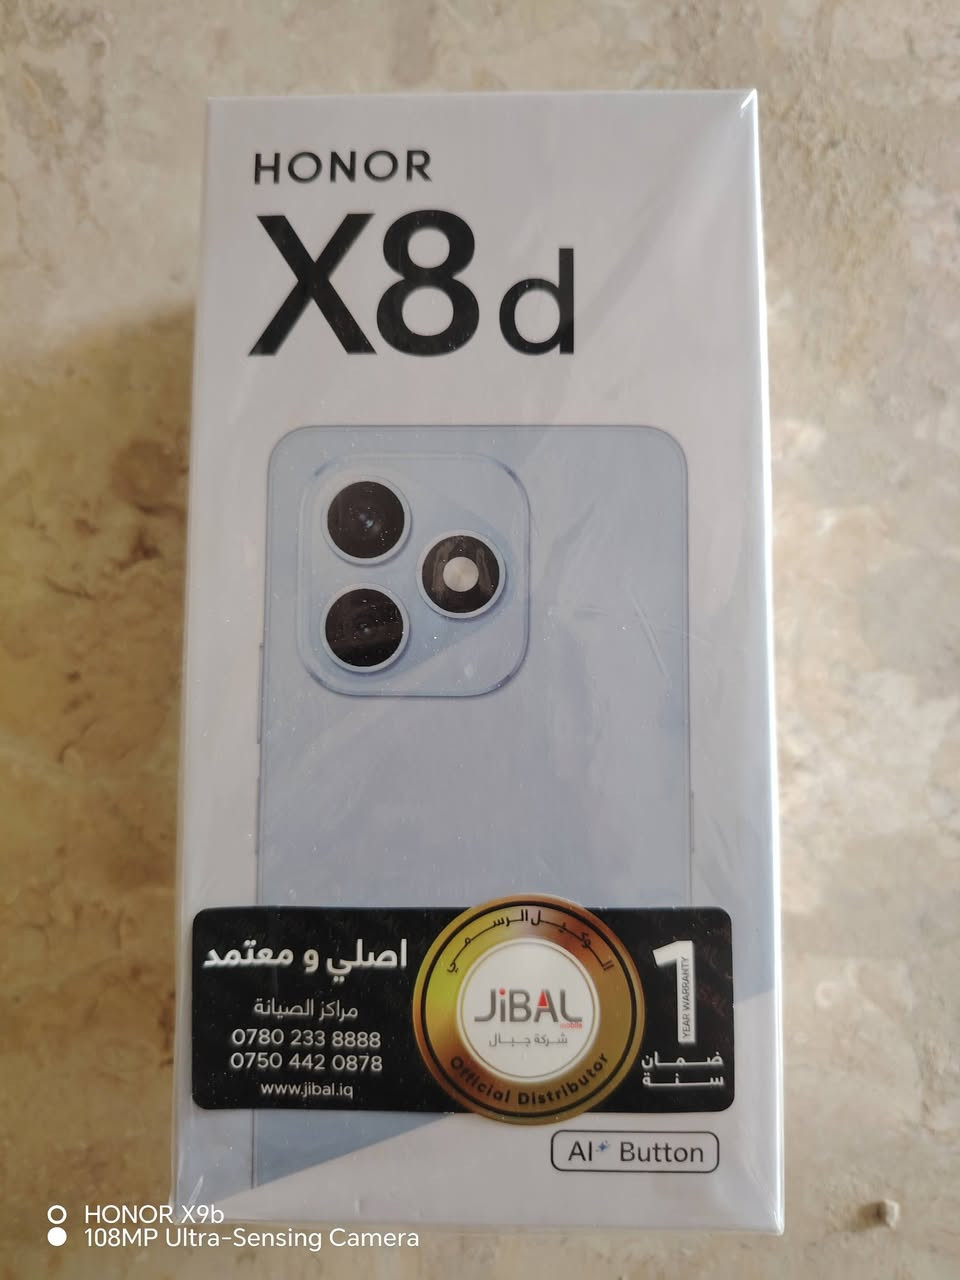 HONOR
X8d
اصلي و معتمد
مراكز الصيانة
0780 233 8888
0750 442 0878
www.jibal.iq
الوكيل الرسمي
JiBAL
mobile
شركة جبال
Official Distributor
1
YEAR WARRANTY
ضمان
سنة
AI Button
HONOR X9b
108MP Ultra-Sensing Camera